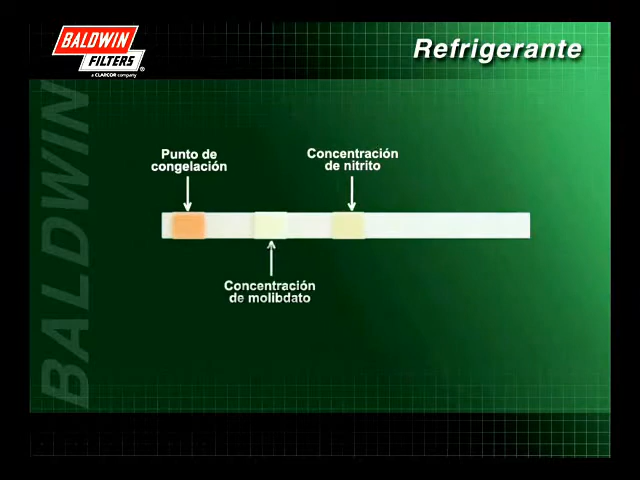 BALDWIN
FILTERS
a CLARCOR company
Refrigerante
BALDWIN
Punto de
congelación
Concentración
de nitrito
Concentración
de molibdato